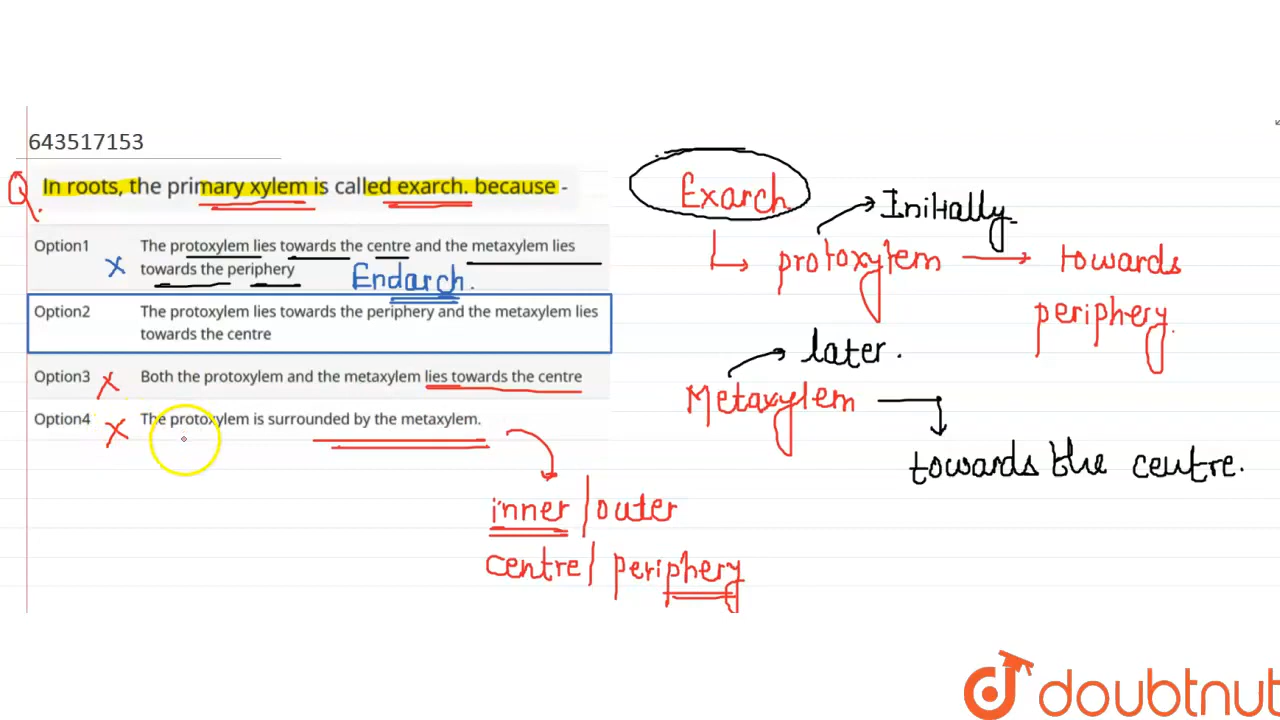 643517153
Q. In roots, the primary xylem is called exarch. because -
Option1 The protoxylem lies towards the centre and the metaxylem lies
towards the periphery
X Endarch.
Option2 The protoxylem lies towards the periphery and the metaxylem lies
towards the centre
Option3 X Both the protoxylem and the metaxylem lies towards the centre
Option4 X The protoxylem is surrounded by the metaxylem.
inner / outer
centre / periphery
Exarch
Initially
protoxylem towards
periphery.
later.
Metaxylem
towards the centre.
doubtnut